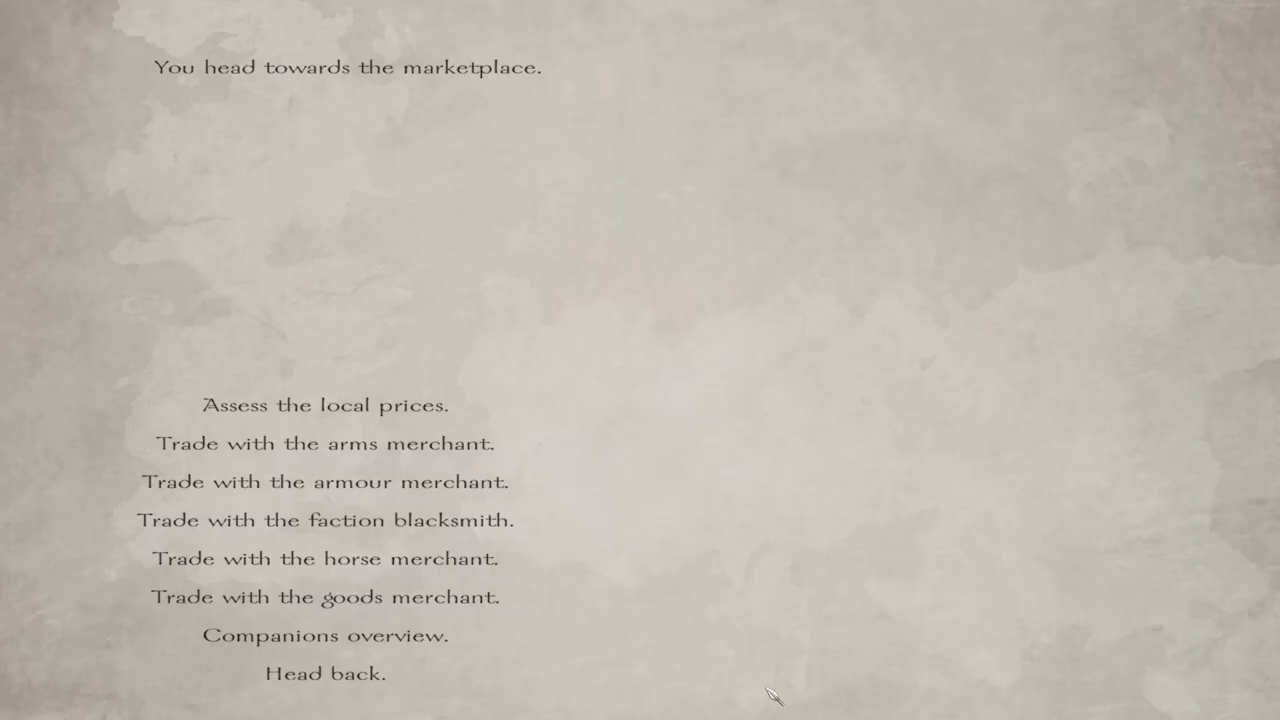 You head towards the marketplace.
Assess the local prices.
Trade with the arms merchant.
Trade with the armour merchant.
Trade with the faction blacksmith.
Trade with the horse merchant.
Trade with the goods merchant.
Companions overview.
Head back.